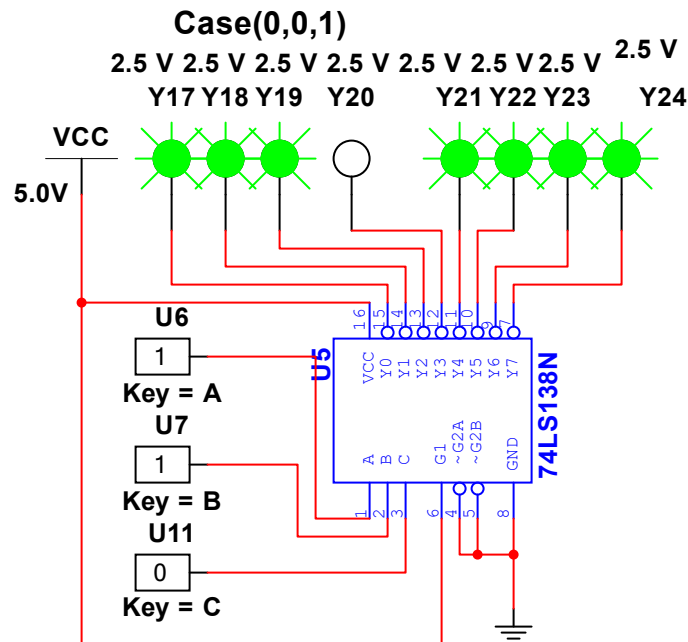 Case(0,0,1)
2.5 V 2.5 V 2.5 V 2.5 V 2.5 V 2.5 V 2.5 V 2.5 V
Y17 Y18 Y19 Y20 Y21 Y22 Y23 Y24
VCC
5.0V
16 15 14 13 12 11 10 9 7
U6
1
Key = A
U5
VCC Y0 Y1 Y2 Y3 Y4 Y5 Y6 Y7
74LS138N
U7
1
Key = B
A B C G1 ~G2A ~G2B GND
1 2 3 6 4 5 8
U11
0
Key = C